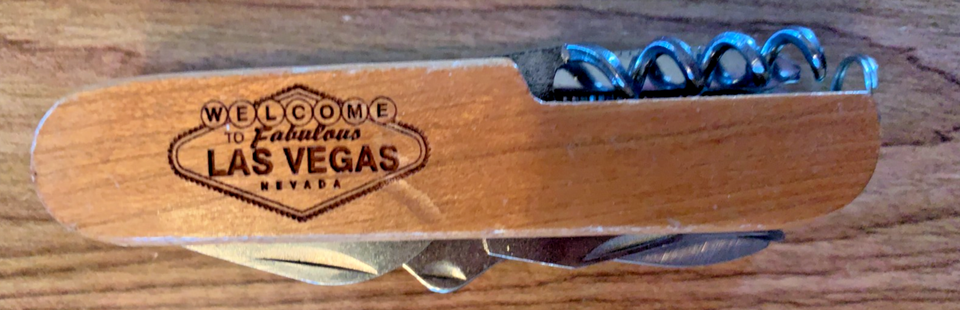 WELCOME
TO Fabulous
LAS VEGAS
NEVADA